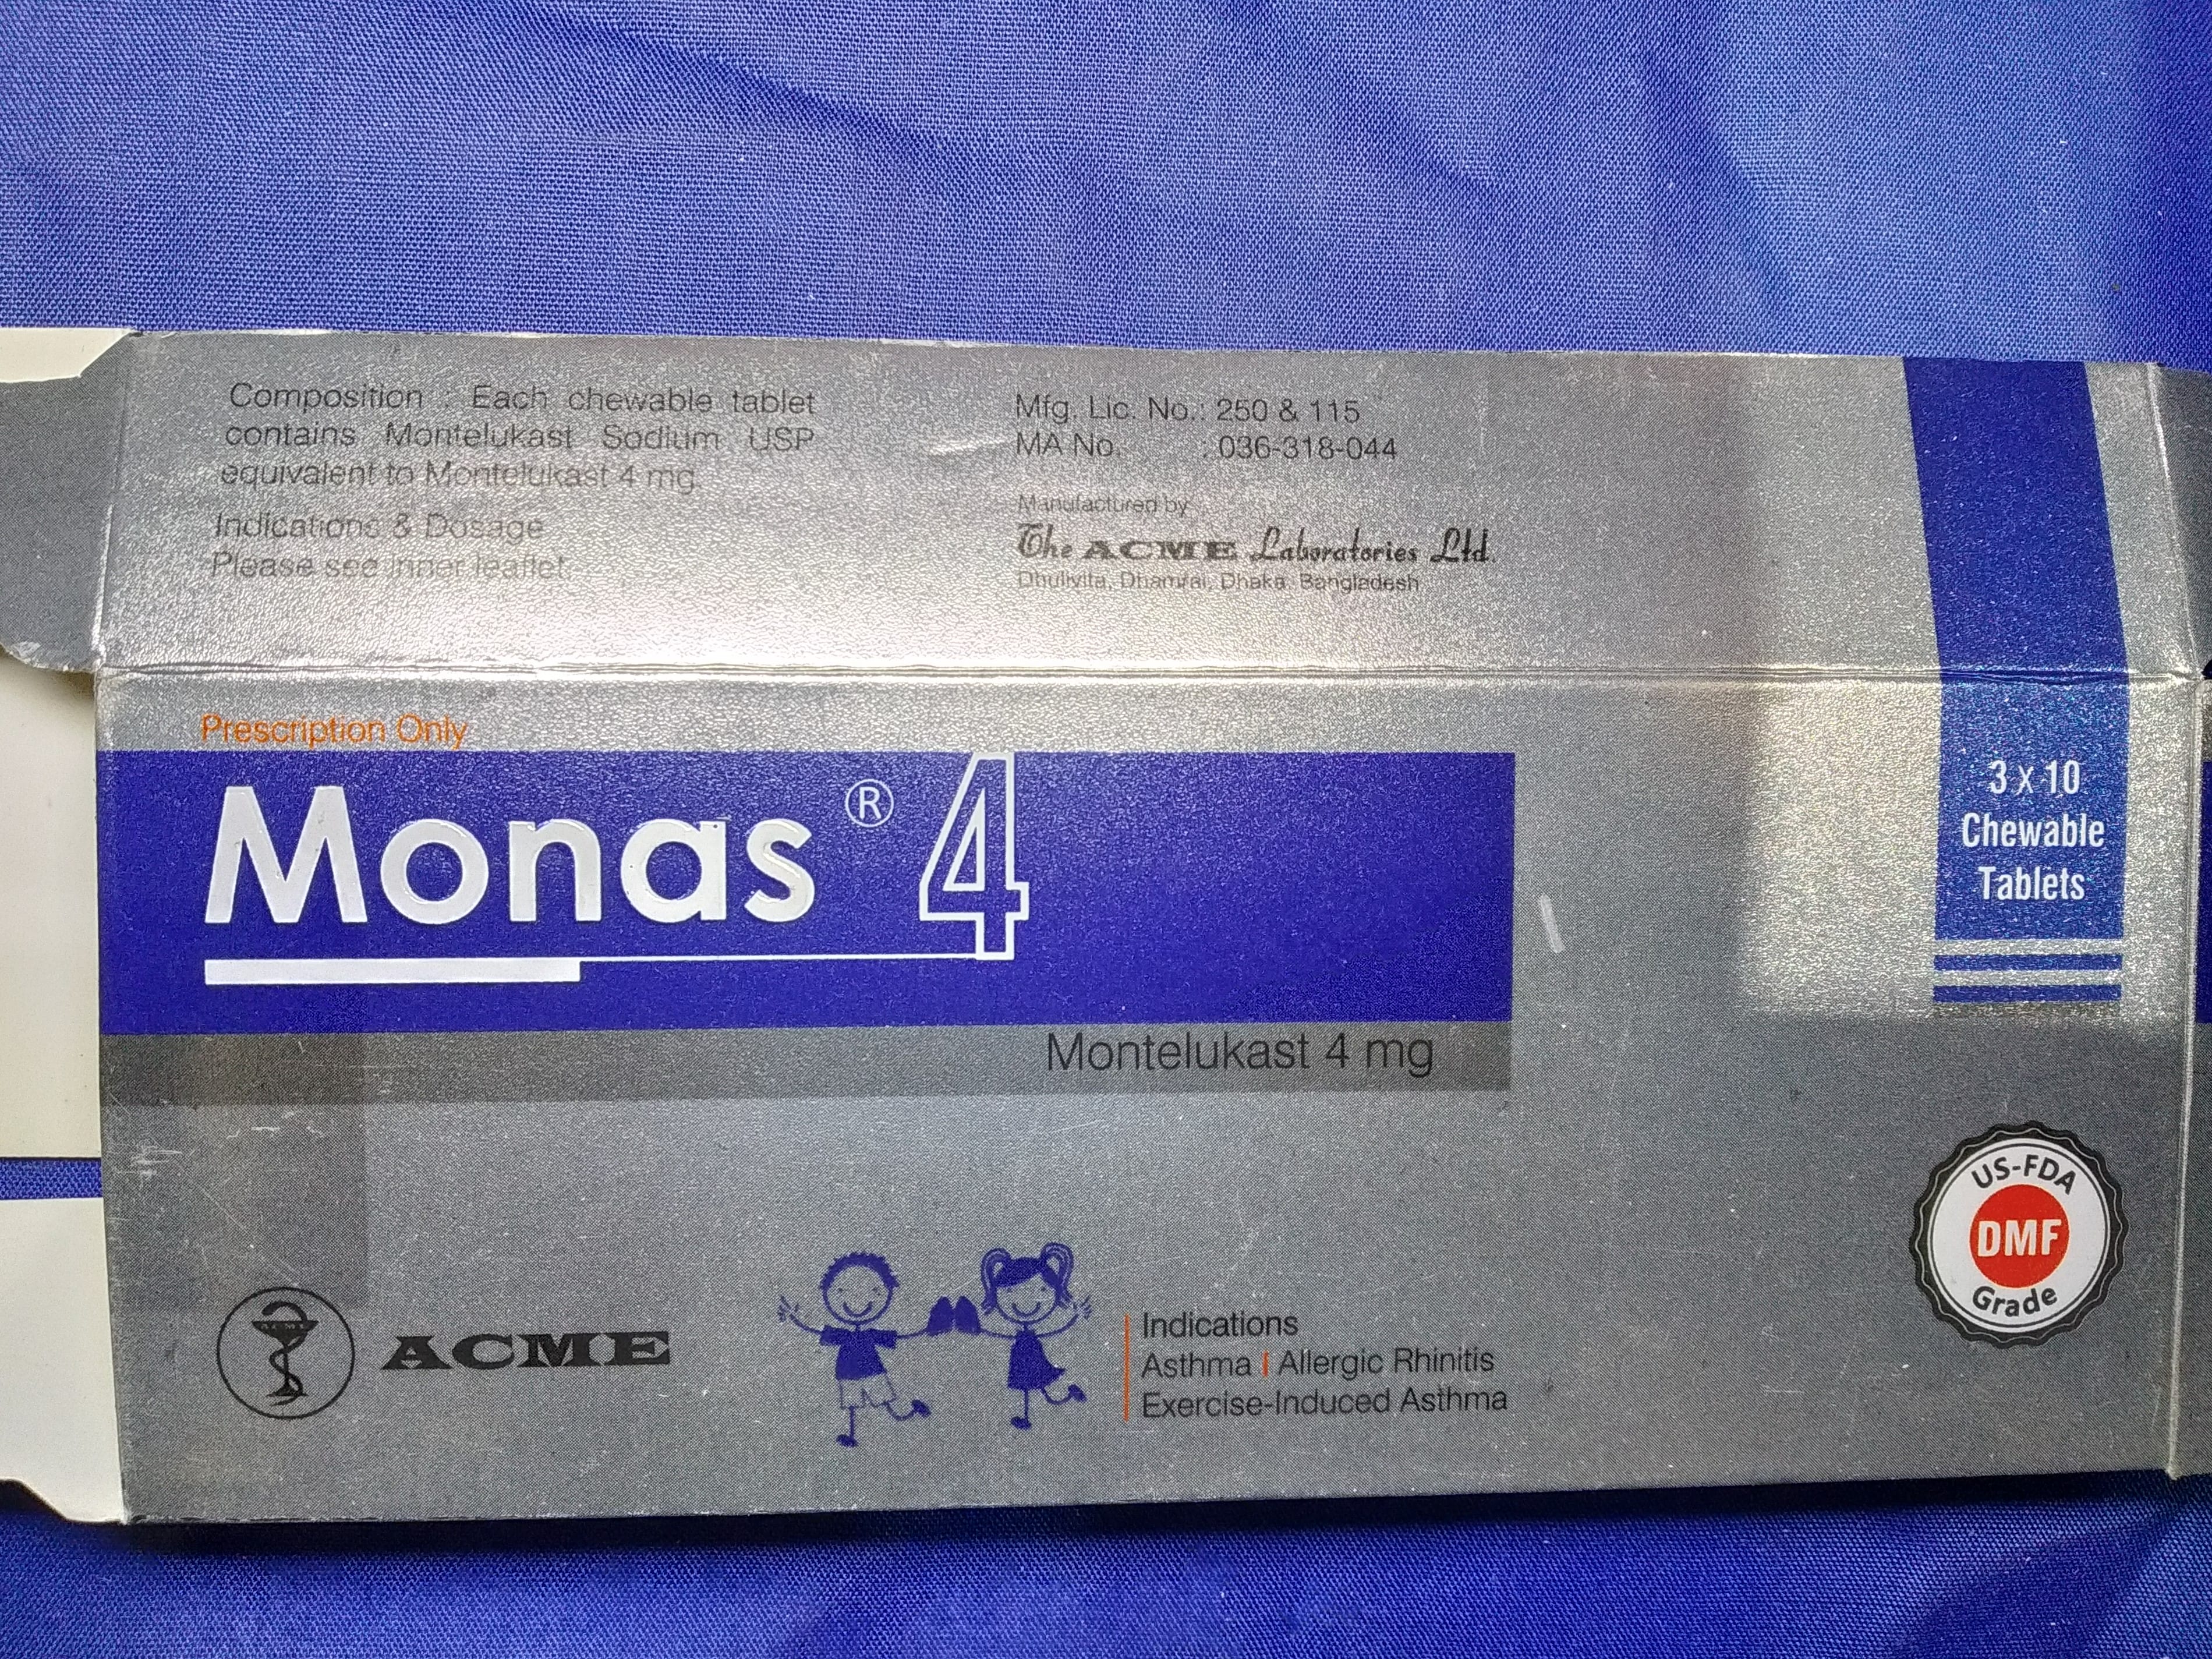 Composition : Each chewable tablet
contains Montelukast Sodium USP
equivalent to Montelukast 4 mg.
Indications & Dosage
Please see inner leaflet.
Mfg. Lic. No.: 250 & 115
MA No. : 036-318-044
Manufactured by
The ACME Laboratories Ltd.
Dhulivita, Dhamrai, Dhaka, Bangladesh
Prescription Only
Monas ® 4
Montelukast 4 mg
3 x 10
Chewable
Tablets
US-FDA
DMF
Grade
ACME
ACME
Indications
Asthma | Allergic Rhinitis
Exercise-Induced Asthma